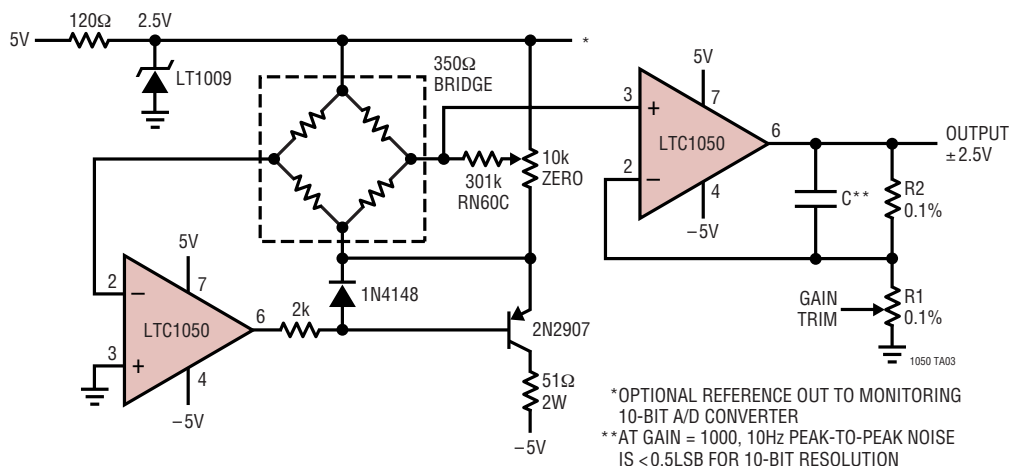 120Ω
2.5V
5V
*
LT1009
350Ω
BRIDGE
301k
RN60C
10k
ZERO
5V
3
+
7
LTC1050
6
2
−
4
−5V
OUTPUT
±2.5V
C**
R2
0.1%
GAIN
TRIM
R1
0.1%
1050 TA03
5V
2
−
7
LTC1050
6
3
+
4
−5V
2k
1N4148
2N2907
51Ω
2W
−5V
*OPTIONAL REFERENCE OUT TO MONITORING
10-BIT A/D CONVERTER
**AT GAIN = 1000, 10Hz PEAK-TO-PEAK NOISE
IS <0.5LSB FOR 10-BIT RESOLUTION